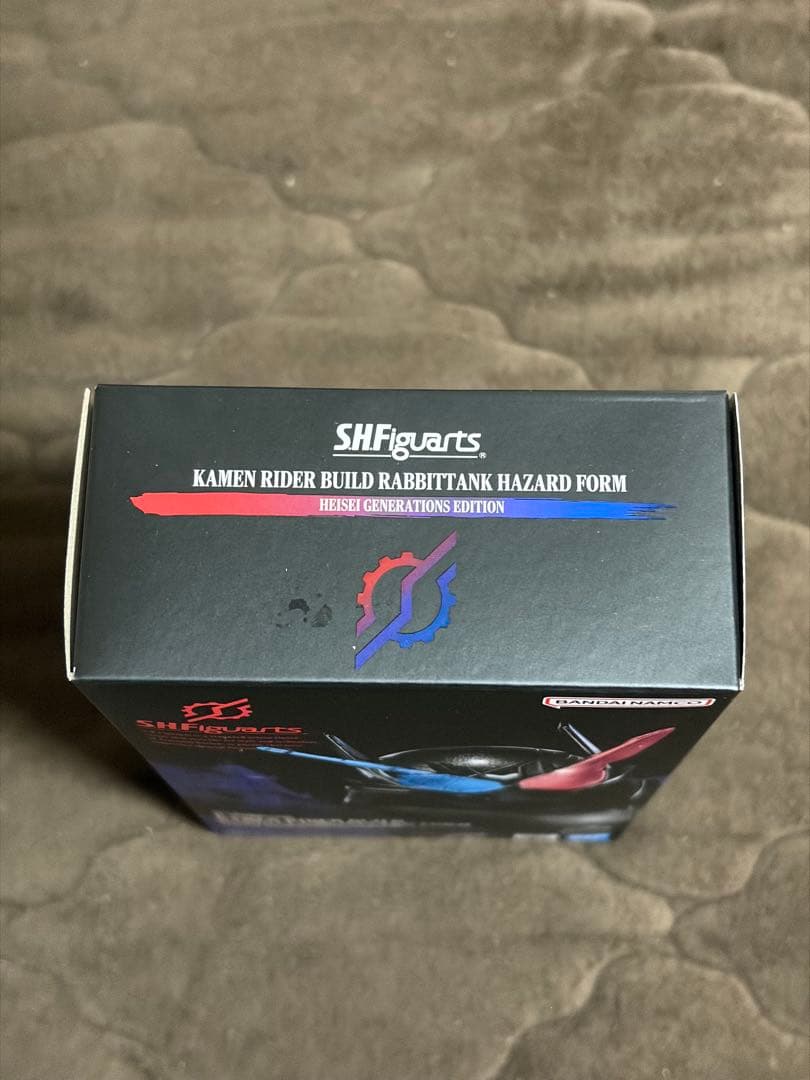 S.H.Figuarts®
KAMEN RIDER BUILD RABBITTANK HAZARD FORM
HEISEI GENERATIONS EDITION
BANDAI NAMCO
S.H.Figuarts